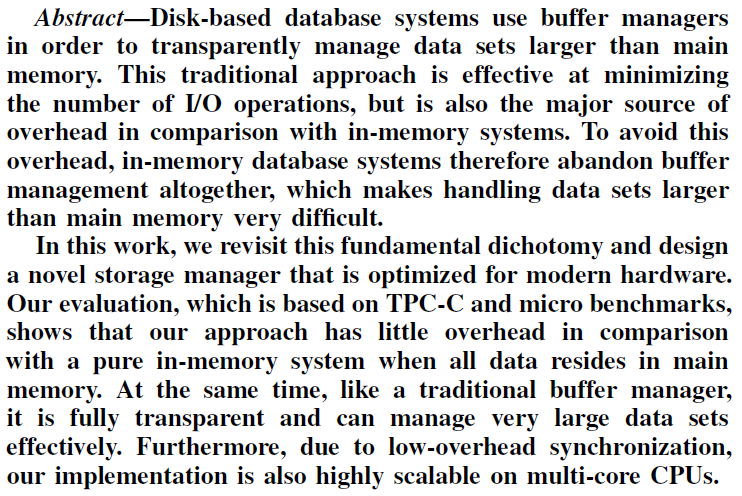 Abstract—Disk-based database systems use buffer managers
in order to transparently manage data sets larger than main
memory. This traditional approach is effective at minimizing
the number of I/O operations, but is also the major source of
overhead in comparison with in-memory systems. To avoid this
overhead, in-memory database systems therefore abandon buffer
management altogether, which makes handling data sets larger
than main memory very difficult.
In this work, we revisit this fundamental dichotomy and design
a novel storage manager that is optimized for modern hardware.
Our evaluation, which is based on TPC-C and micro benchmarks,
shows that our approach has little overhead in comparison
with a pure in-memory system when all data resides in main
memory. At the same time, like a traditional buffer manager,
it is fully transparent and can manage very large data sets
effectively. Furthermore, due to low-overhead synchronization,
our implementation is also highly scalable on multi-core CPUs.